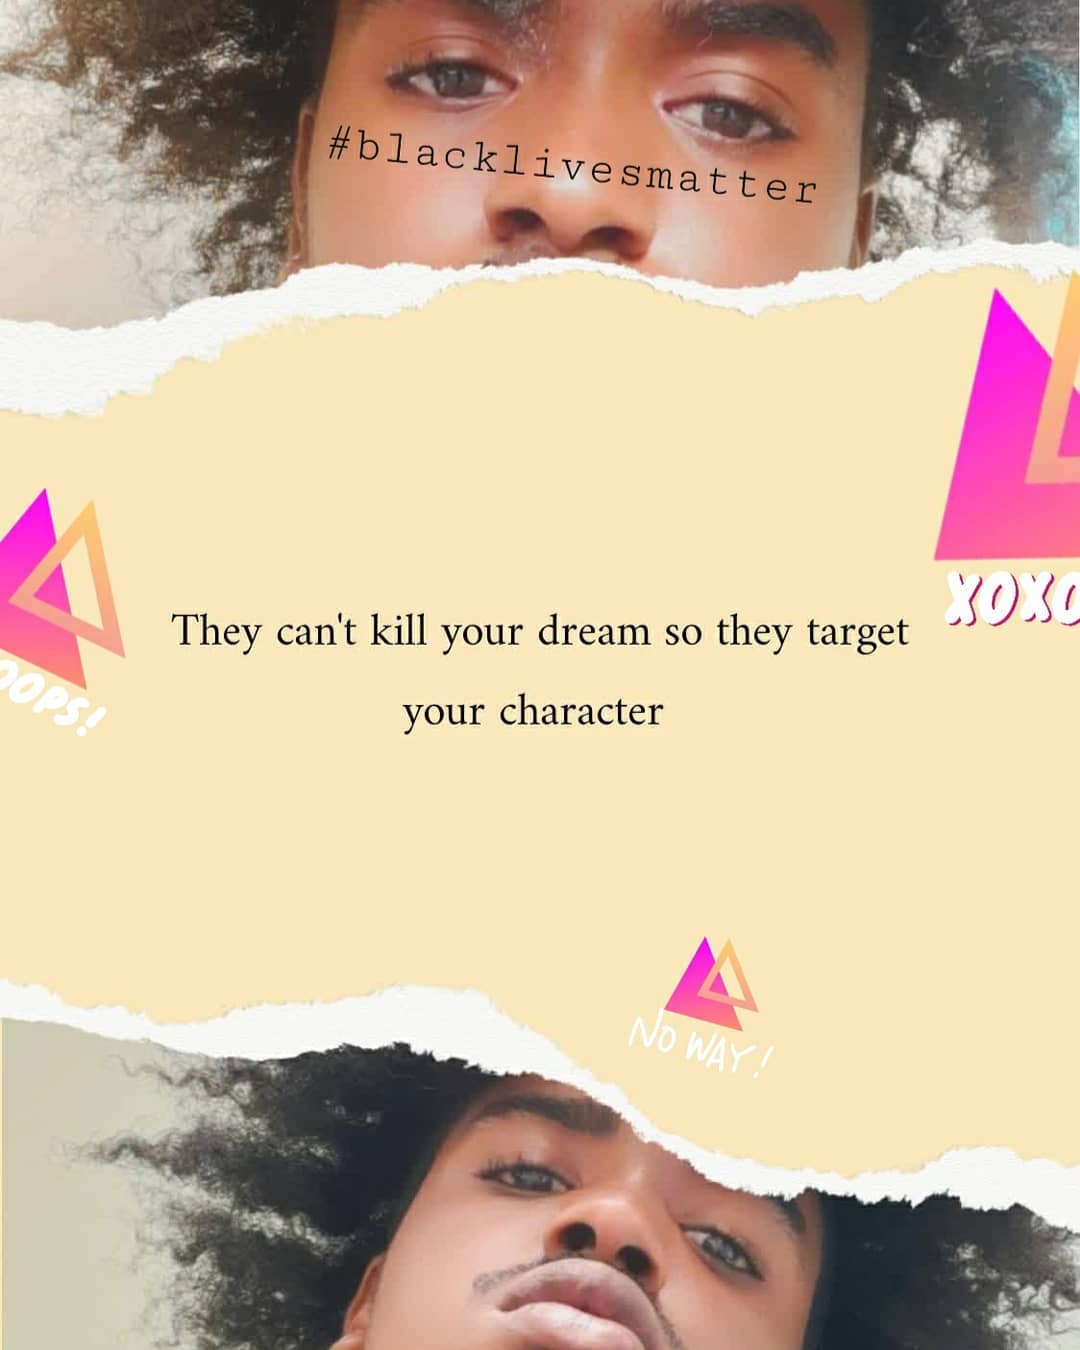 #blacklivesmatter
XOXO
They can't kill your dream so they target
your character
OOPS!
NO WAY!